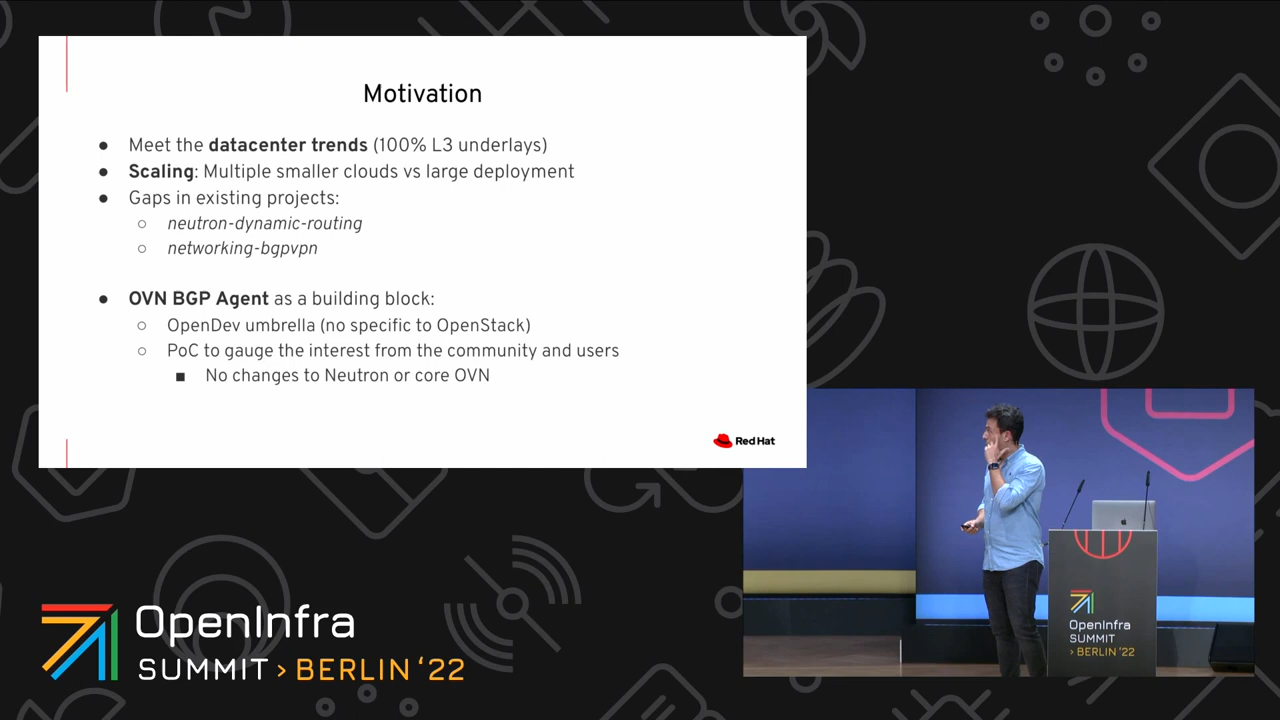 Motivation
● Meet the datacenter trends (100% L3 underlays)
● Scaling: Multiple smaller clouds vs large deployment
● Gaps in existing projects:
○ neutron-dynamic-routing
○ networking-bgpvpn
● OVN BGP Agent as a building block:
○ OpenDev umbrella (no specific to OpenStack)
○ PoC to gauge the interest from the community and users
■ No changes to Neutron or core OVN
Red Hat
OpenInfra
SUMMIT > BERLIN ‘22
OpenInfra
SUMMIT
> BERLIN ‘22